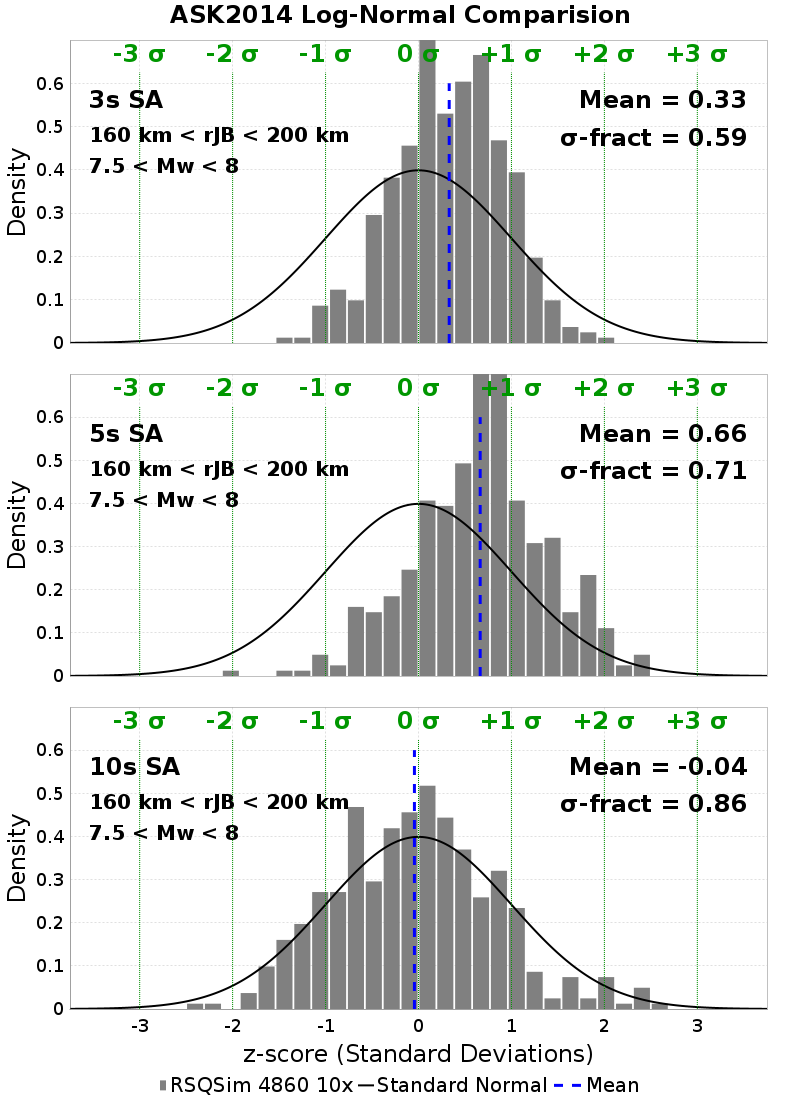 ASK2014 Log-Normal Comparision
-3 σ -2 σ -1 σ 0 σ +1 σ +2 σ +3 σ
3s SA
160 km < rJB < 200 km
7.5 < Mw < 8
Mean = 0.33
σ-fract = 0.59
0.6
0.5
0.4
0.3
0.2
0.1
0
Density
-3 σ -2 σ -1 σ 0 σ +1 σ +2 σ +3 σ
5s SA
160 km < rJB < 200 km
7.5 < Mw < 8
Mean = 0.66
σ-fract = 0.71
0.6
0.5
0.4
0.3
0.2
0.1
0
Density
-3 σ -2 σ -1 σ 0 σ +1 σ +2 σ +3 σ
10s SA
160 km < rJB < 200 km
7.5 < Mw < 8
Mean = -0.04
σ-fract = 0.86
0.6
0.5
0.4
0.3
0.2
0.1
0
Density
-3 -2 -1 0 1 2 3
z-score (Standard Deviations)
RSQSim 4860 10x Standard Normal Mean